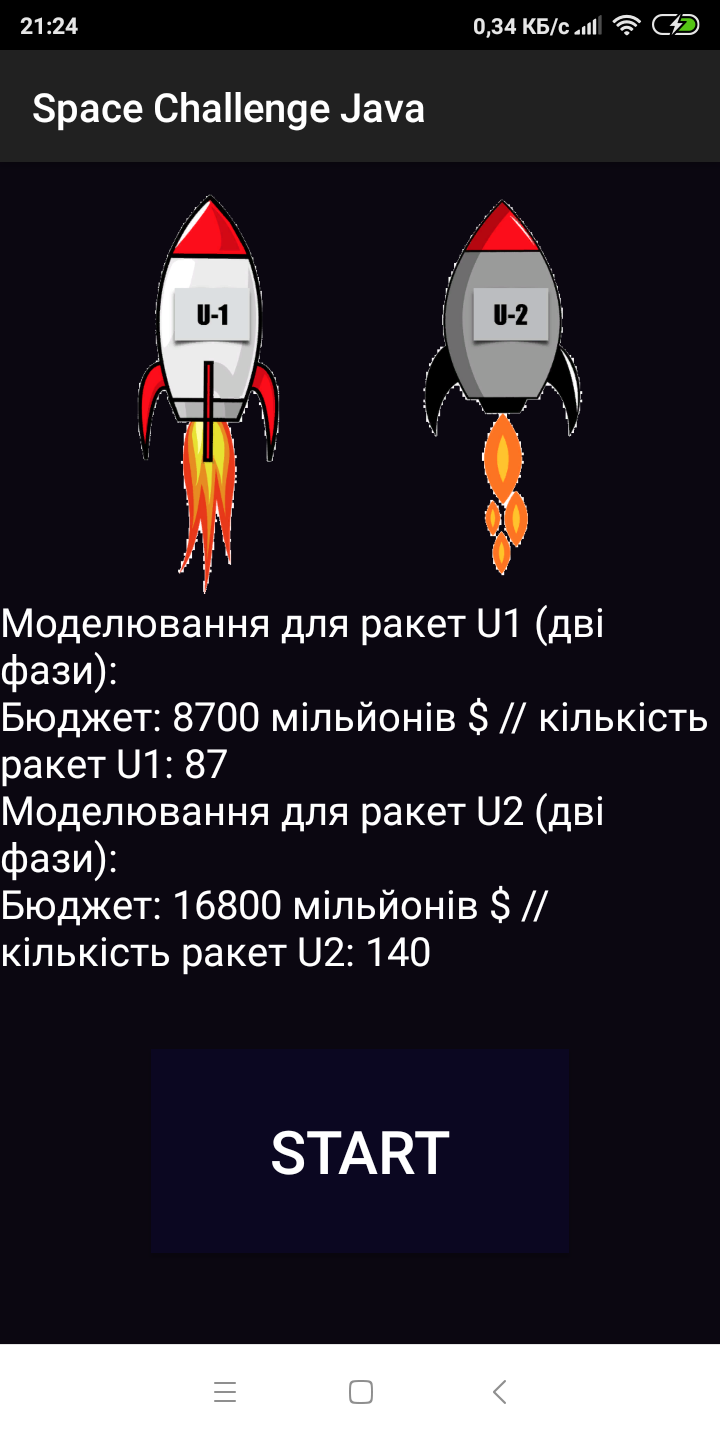 21:24
0,34 КБ/с
Space Challenge Java
U-1
U-2
Моделювання для ракет U1 (дві
фази):
Бюджет: 8700 мільйонів $ // кількість
ракет U1: 87
Моделювання для ракет U2 (дві
фази):
Бюджет: 16800 мільйонів $ //
кількість ракет U2: 140
START